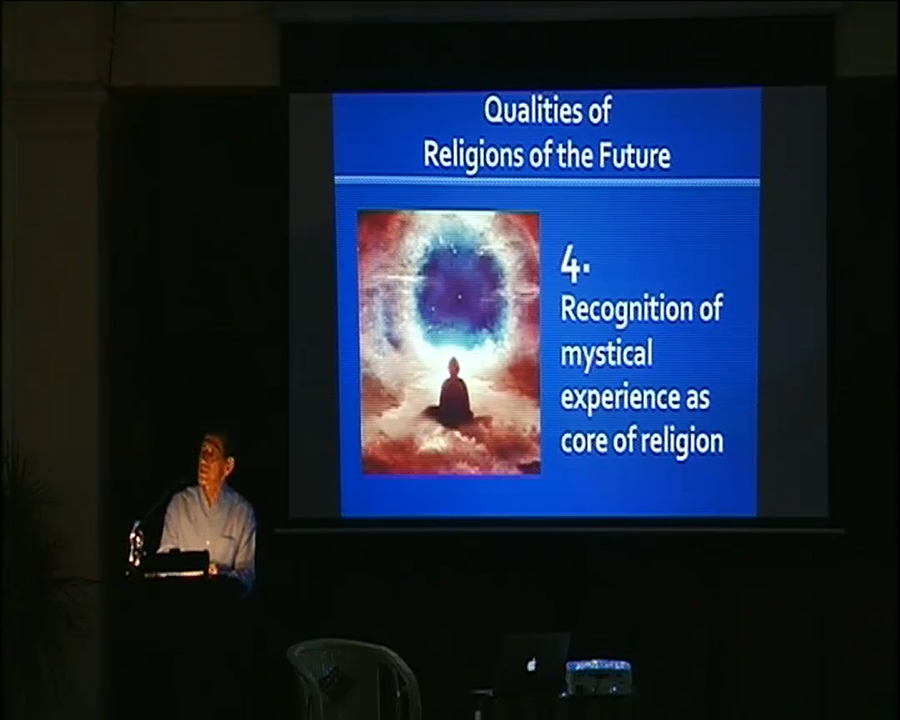 Qualities of
Religions of the Future
4.
Recognition of
mystical
experience as
core of religion